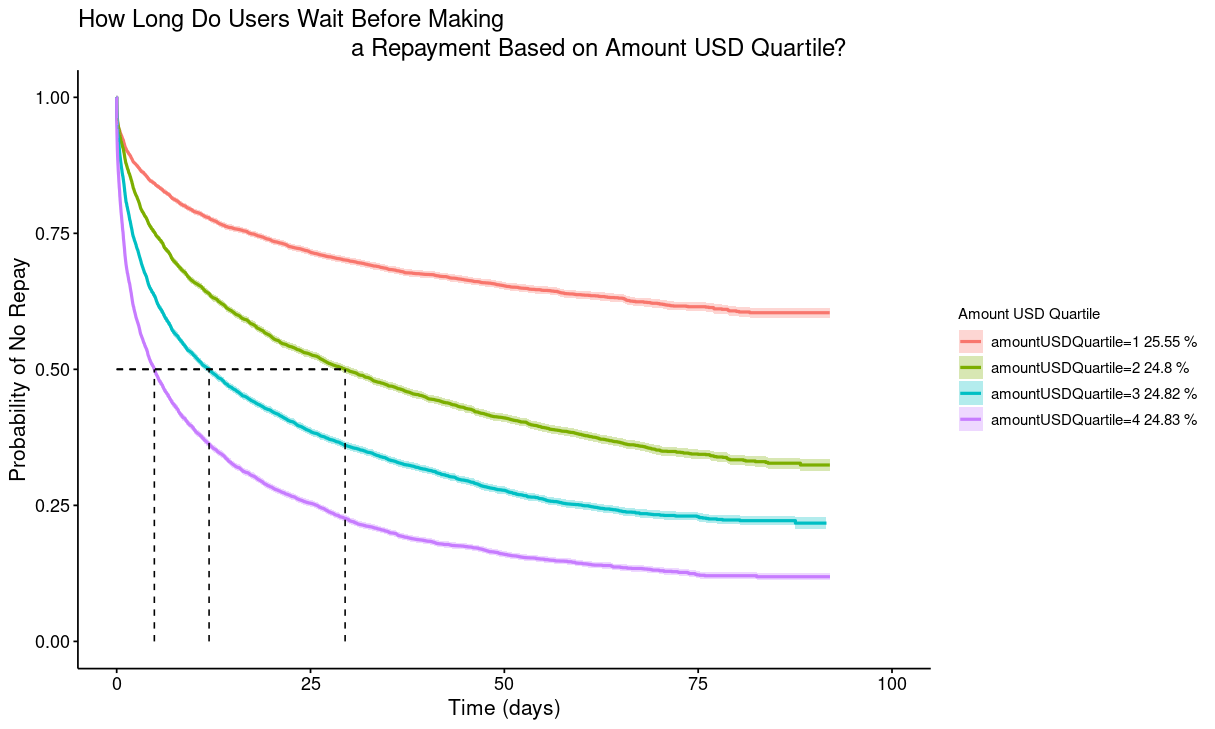 How Long Do Users Wait Before Making
a Repayment Based on Amount USD Quartile?
Probability of No Repay
1.00
0.75
0.50
0.25
0.00
0
25
50
75
100
Time (days)
Amount USD Quartile
amountUSDQuartile=1 25.55 %
amountUSDQuartile=2 24.8 %
amountUSDQuartile=3 24.82 %
amountUSDQuartile=4 24.83 %